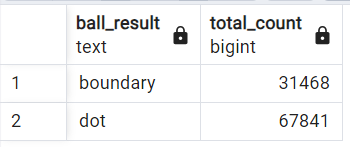 ball_result total_count
text bigint
1 boundary 31468
2 dot 67841